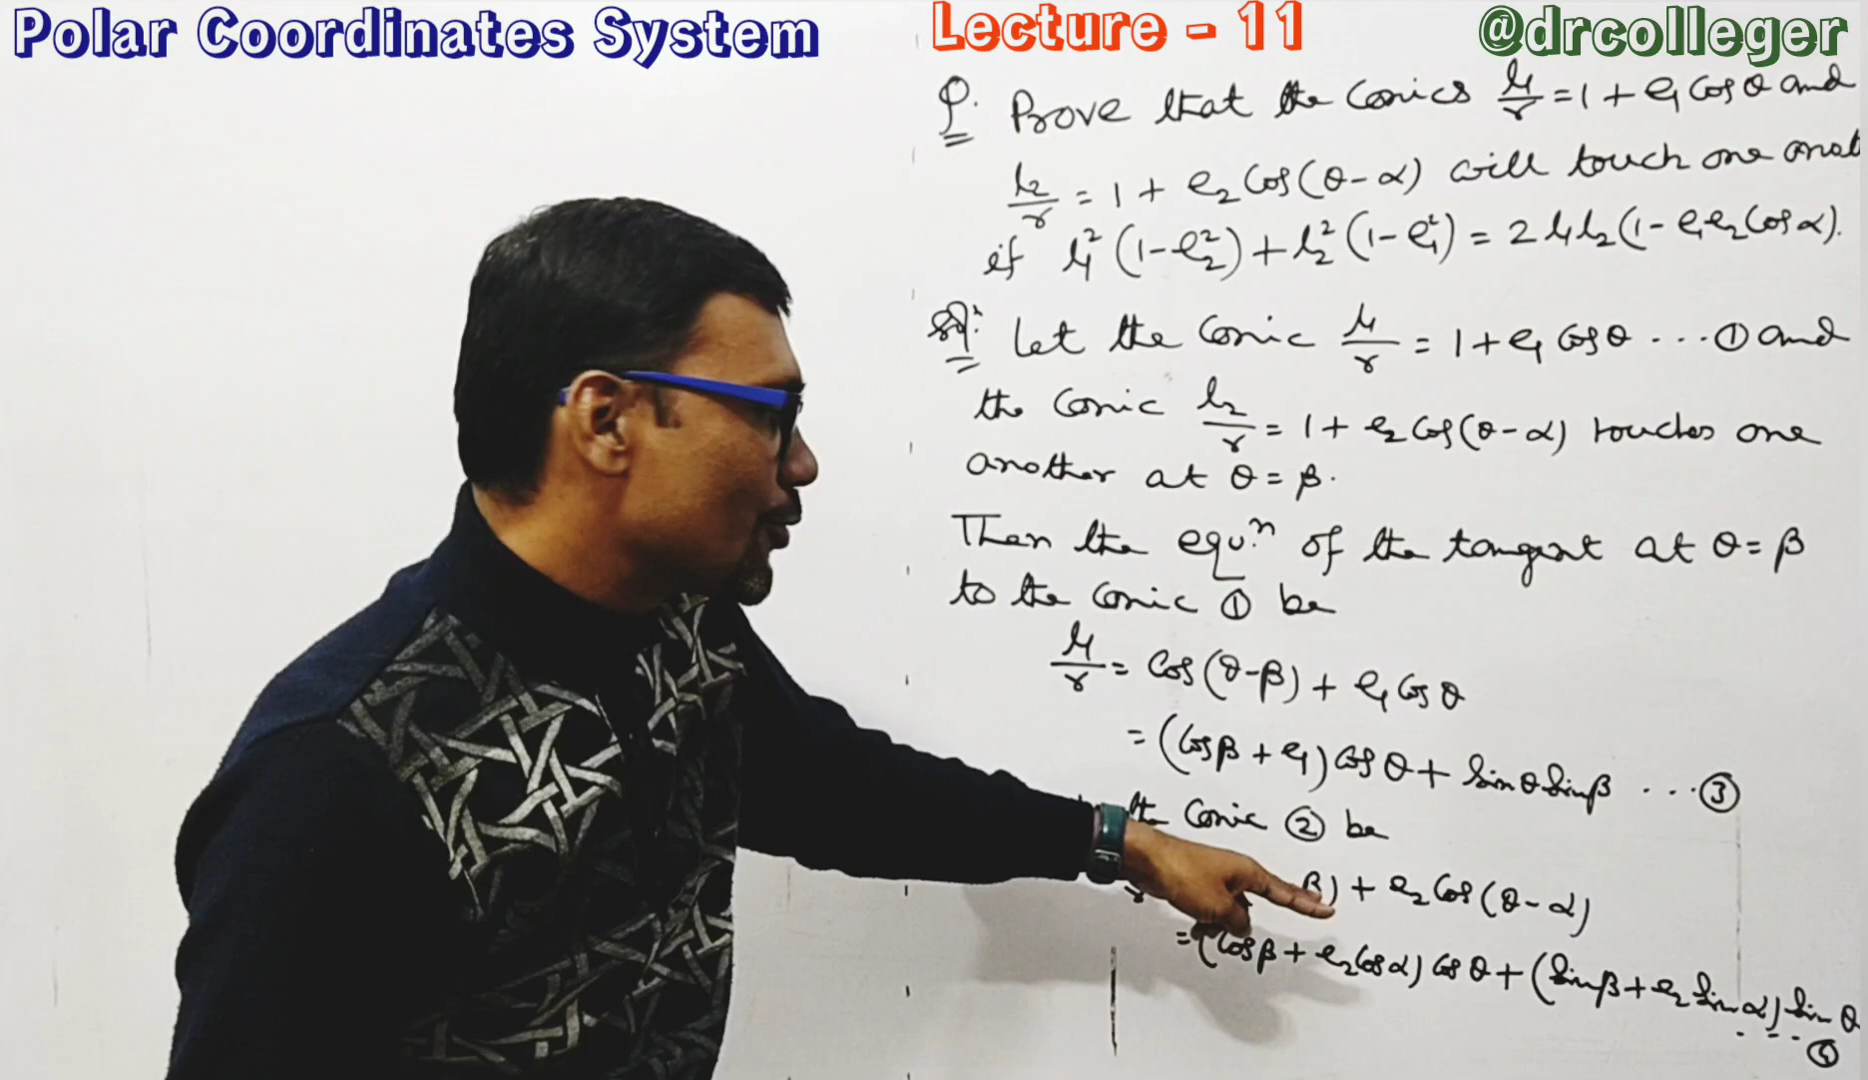 Polar Coordinates System
Lecture - 11
@drcolleger
Q. Prove that the conics l₁/r = 1 + e₁ cos θ and
l₂/r = 1 + e₂ cos(θ - α) will touch one anot
if l₁² (1 - e₂²) + l₂² (1 - e₁²) = 2 l₁ l₂ (1 - e₁e₂ cos α).
Solⁿ: Let the conic l₁/r = 1 + e₁ cos θ ... ① and
the conic l₂/r = 1 + e₂ cos(θ - α) touches one
another at θ = β.
Then the equⁿ of the tangent at θ = β
to the conic ① be
l₁/r = cos(θ - β) + e₁ cos θ
= (cos β + e₁) cos θ + sin θ sin β ... ③
the conic ② be
β) + e₂ cos(θ - α)
= (cos β + e₂ cos α) cos θ + (sin β + e₂ sin α) sin θ
... ④